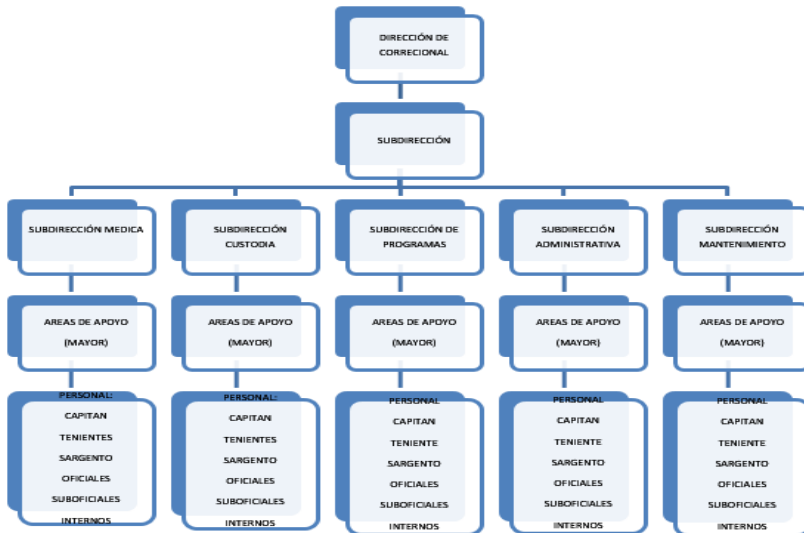 DIRECCIÓN DE
CORRECIONAL
SUBDIRECCIÓN
SUBDIRECCIÓN MEDICA
SUBDIRECCIÓN
CUSTODIA
SUBDIRECCIÓN DE
PROGRAMAS
SUBDIRECCIÓN
ADMINISTRATIVA
SUBDIRECCIÓN
MANTENIMIENTO
AREAS DE APOYO
(MAYOR)
AREAS DE APOYO
(MAYOR)
AREAS DE APOYO
(MAYOR)
AREAS DE APOYO
(MAYOR)
AREAS DE APOYO
(MAYOR)
PERSONAL:
CAPITAN
TENIENTES
SARGENTO
OFICIALES
SUBOFICIALES
INTERNOS
PERSONAL:
CAPITAN
TENIENTES
SARGENTO
OFICIALES
SUBOFICIALES
INTERNOS
PERSONAL
CAPITAN
TENIENTE
SARGENTO
OFICIALES
SUBOFICIALES
INTERNOS
PERSONAL
CAPITAN
TENIENTE
SARGENTO
OFICIALES
SUBOFICIALES
INTERNOS
PERSONAL
CAPITAN
TENIENTE
SARGENTO
OFICIALES
SUBOFICIALES
INTERNOS